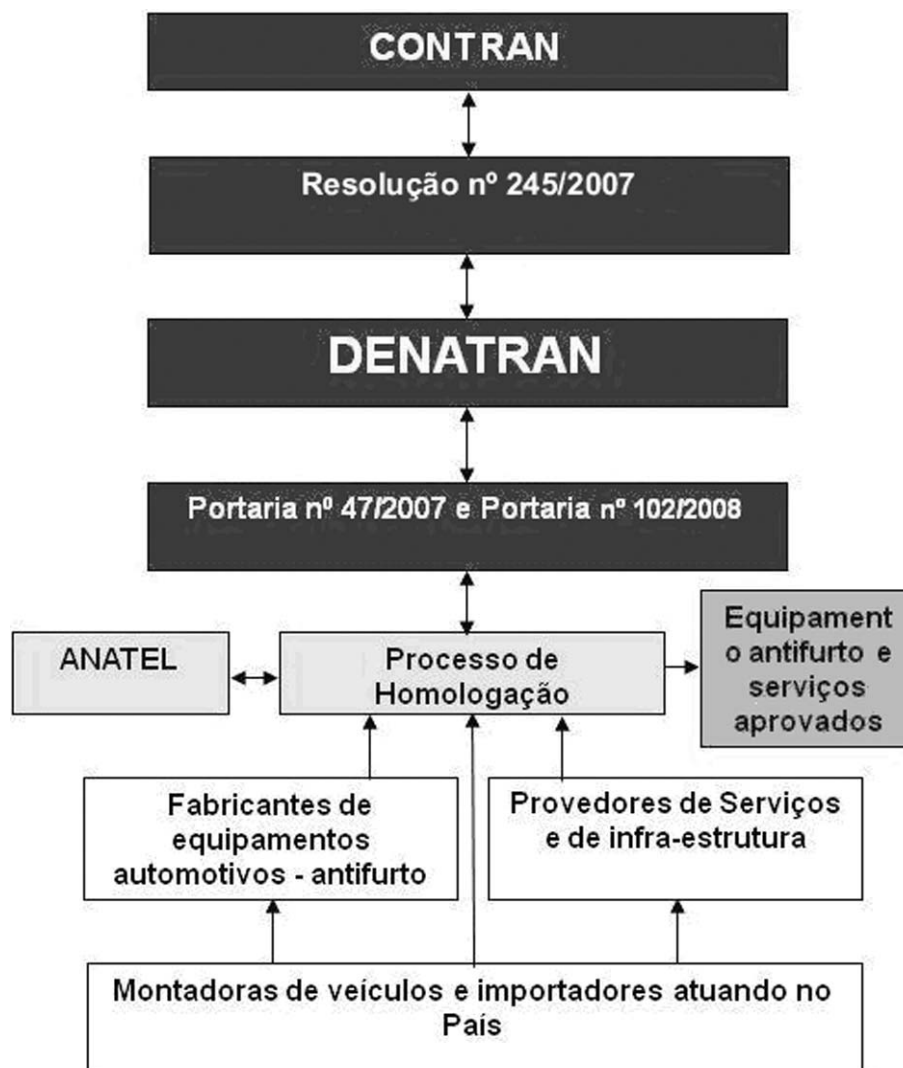 CONTRAN
Resolução nº 245/2007
DENATRAN
Portaria nº 47/2007 e Portaria nº 102/2008
ANATEL
Processo de
Homologação
Equipament
o antifurto e
serviços
aprovados
Fabricantes de
equipamentos
automotivos - antifurto
Provedores de Serviços
e de infra-estrutura
Montadoras de veículos e importadores atuando no
País